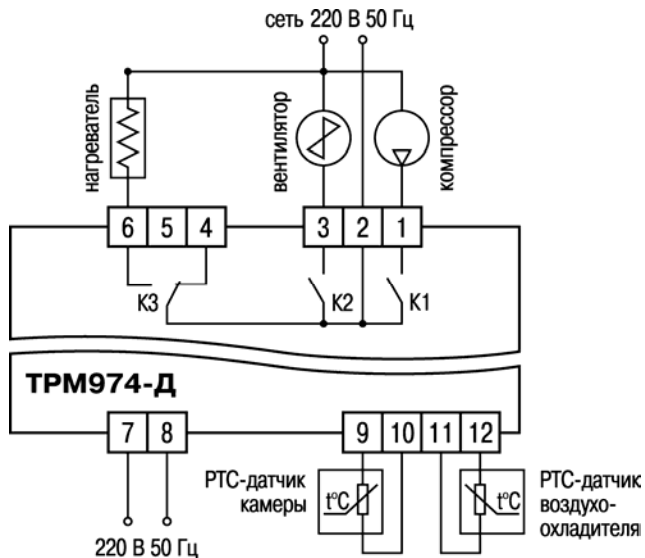 сеть 220 В 50 Гц
нагреватель
вентилятор
компрессор
6 5 4 3 2 1
К3 К2 К1
ТРМ974-Д
7 8 9 10 11 12
РТС-датчик
камеры
t°C
t°C
РТС-датчик
воздухо-
охладителя
220 В 50 Гц